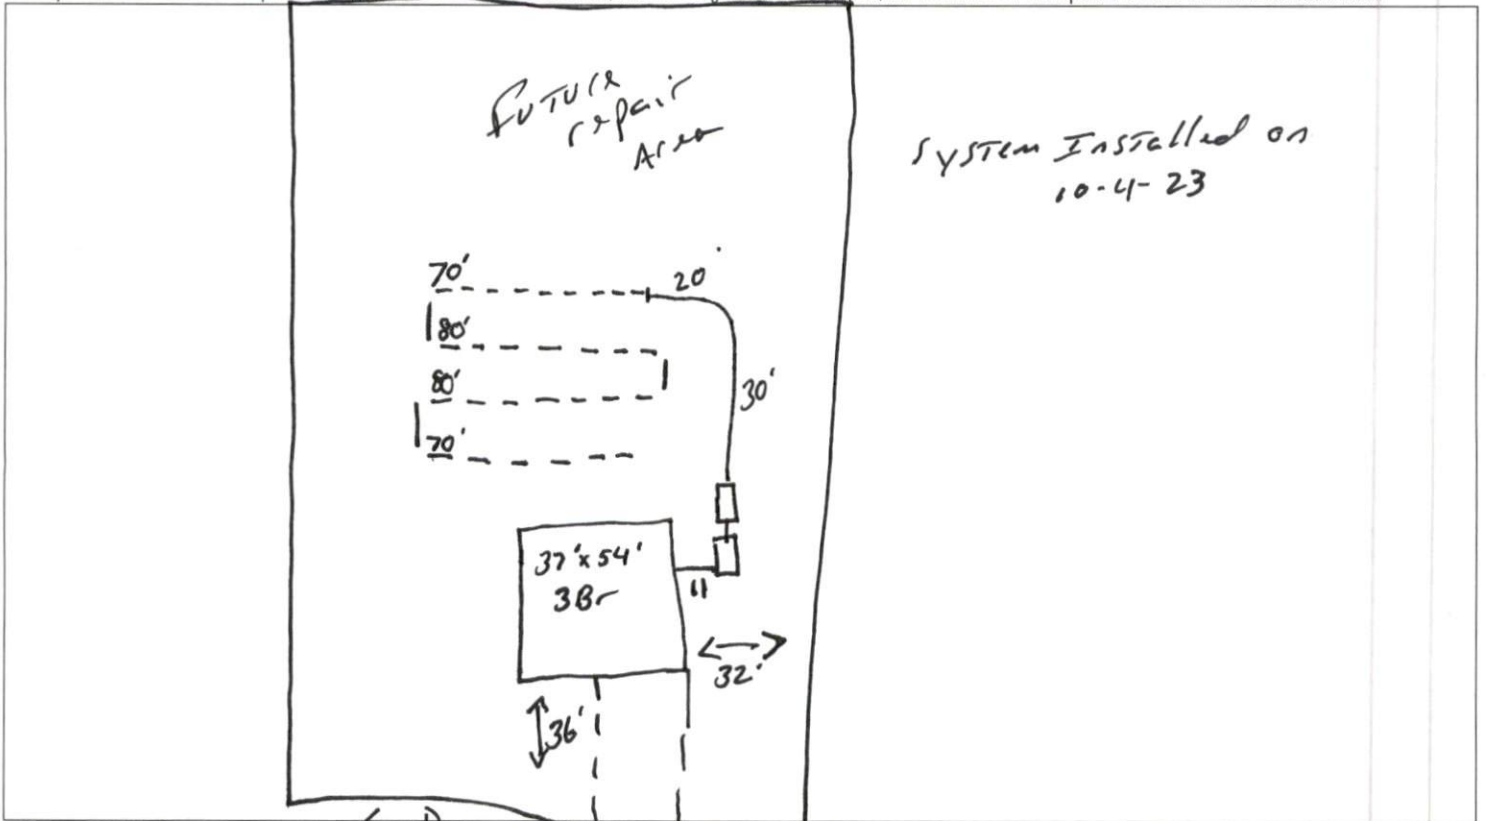 Future
repair
Area
System Installed on
10-4-23
70'
20'
80'
80'
30'
70'
37'x54'
3Br
11
32'
36'